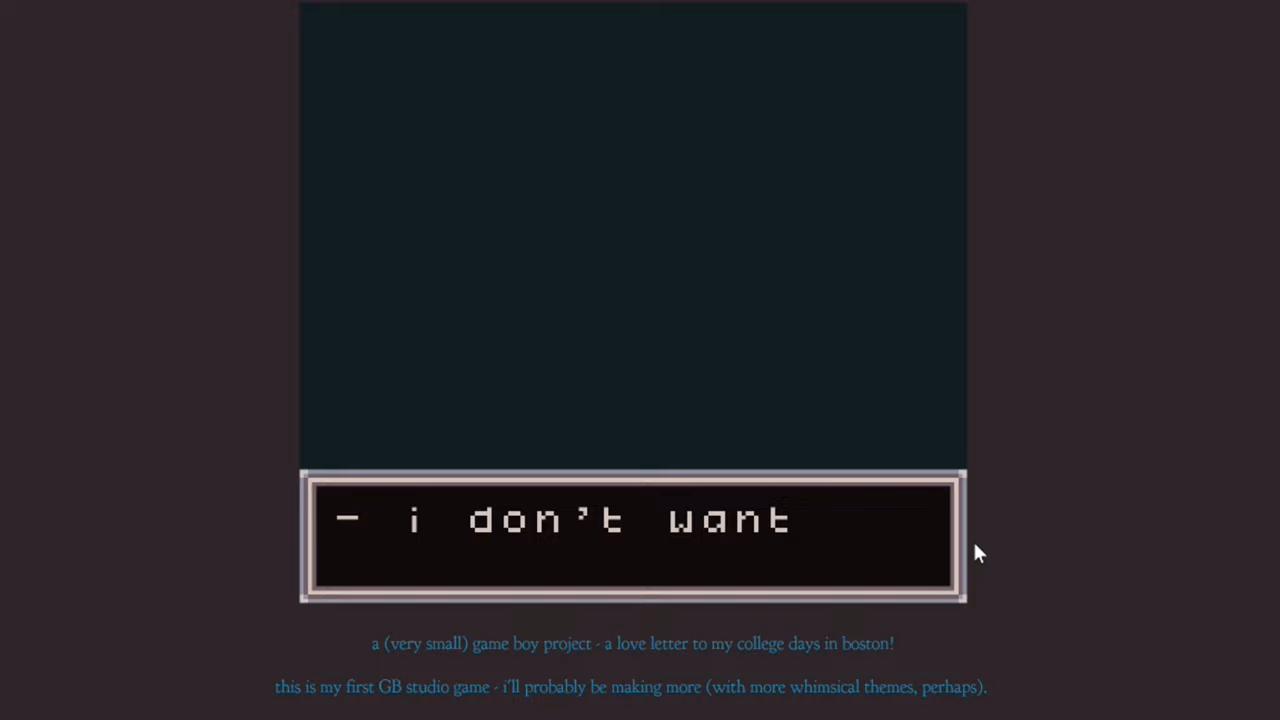 - i don't want
a (very small) game boy project - a love letter to my college days in boston!
this is my first GB studio game - i'll probably be making more (with more whimsical themes, perhaps).